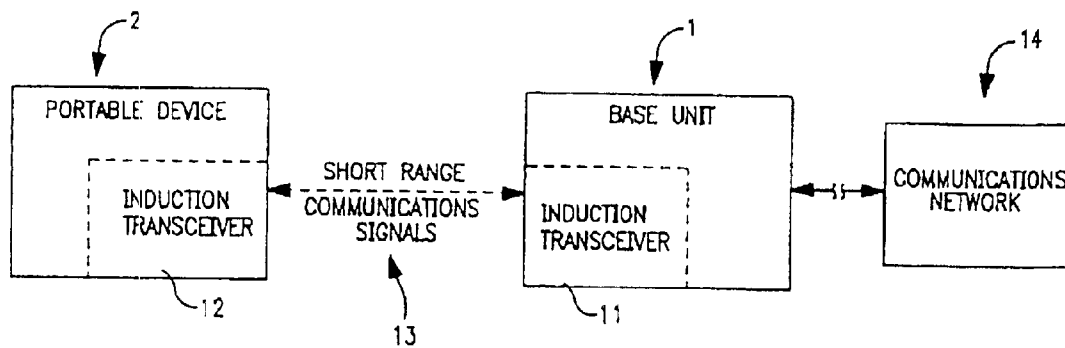 2
1
14
PORTABLE DEVICE
BASE UNIT
SHORT RANGE
COMMUNICATIONS
SIGNALS
INDUCTION
TRANSCEIVER
INDUCTION
TRANSCEIVER
COMMUNICATIONS
NETWORK
12
13
11